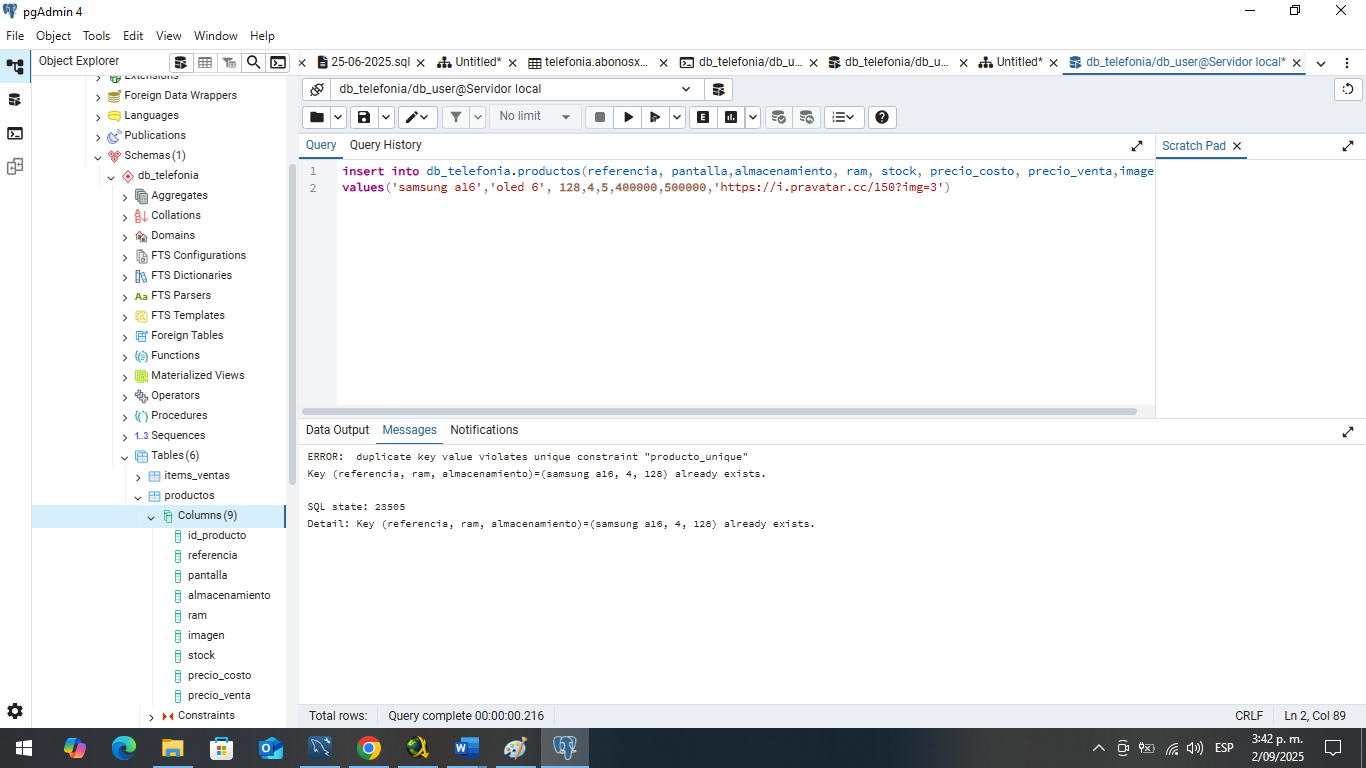 pgAdmin 4
File Object Tools Edit View Window Help
Object Explorer
25-06-2025.sql
Untitled*
telefonia.abonosx...
db_telefonia/db_u...
db_telefonia/db_u...
Untitled*
db_telefonia/db_user@Servidor local*
Extensions
Foreign Data Wrappers
Languages
Publications
Schemas (1)
db_telefonia
Aggregates
Collations
Domains
FTS Configurations
FTS Dictionaries
Aa FTS Parsers
FTS Templates
Foreign Tables
Functions
Materialized Views
Operators
Procedures
1..3 Sequences
Tables (6)
items_ventas
productos
Columns (9)
id_producto
referencia
pantalla
almacenamiento
ram
imagen
stock
precio_costo
precio_venta
Constraints
db_telefonia/db_user@Servidor local
No limit
E
Query Query History
Scratch Pad
1 insert into db_telefonia.productos(referencia, pantalla,almacenamiento, ram, stock, precio_costo, precio_venta,image
2 values('samsung a16','oled 6', 128,4,5,400000,500000,'https://i.pravatar.cc/150?img=3')
Data Output Messages Notifications
ERROR:  duplicate key value violates unique constraint "producto_unique"
Key (referencia, ram, almacenamiento)=(samsung a16, 4, 128) already exists.
SQL state: 23505
Detail: Key (referencia, ram, almacenamiento)=(samsung a16, 4, 128) already exists.
Total rows: Query complete 00:00:00.216
CRLF Ln 2, Col 89
ESP
3:42 p. m.
2/09/2025